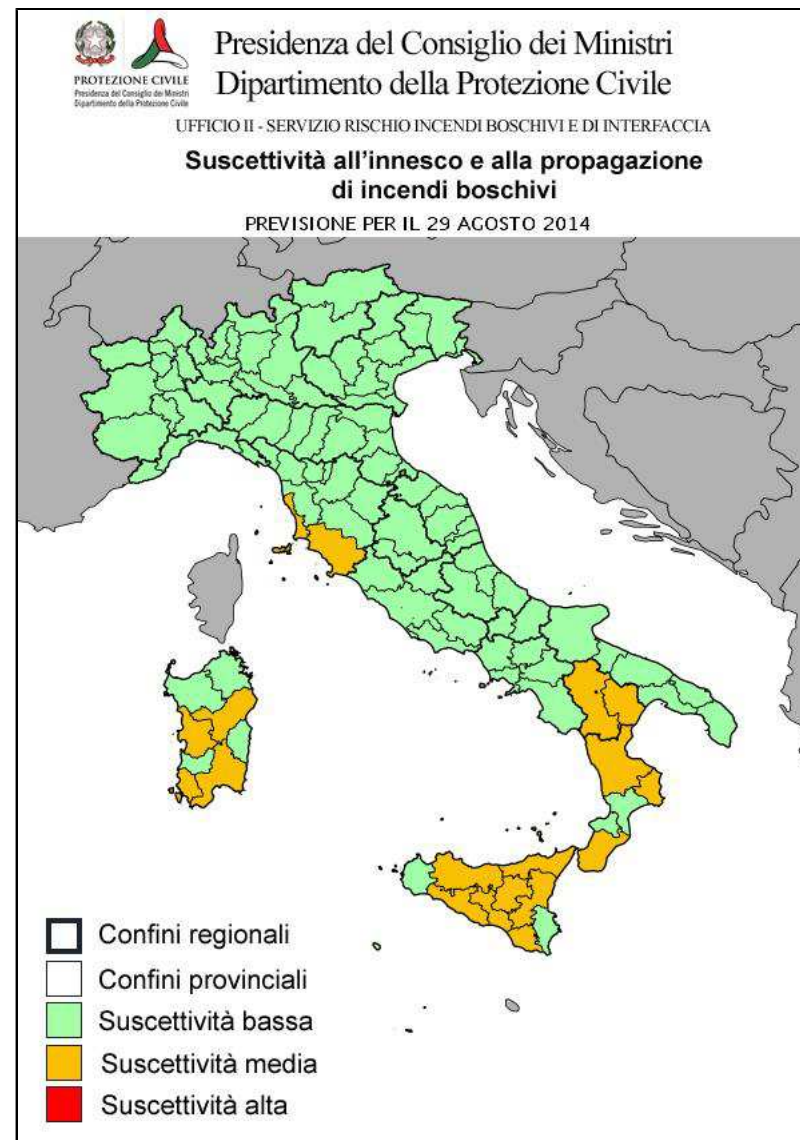 PROTEZIONE CIVILE
Presidenza del Consiglio dei Ministri
Dipartimento della Protezione Civile
Presidenza del Consiglio dei Ministri
Dipartimento della Protezione Civile
UFFICIO II - SERVIZIO RISCHIO INCENDI BOSCHIVI E DI INTERFACCIA
Suscettività all'innesco e alla propagazione
di incendi boschivi
PREVISIONE PER IL 29 AGOSTO 2014
Confini regionali
Confini provinciali
Suscettività bassa
Suscettività media
Suscettività alta